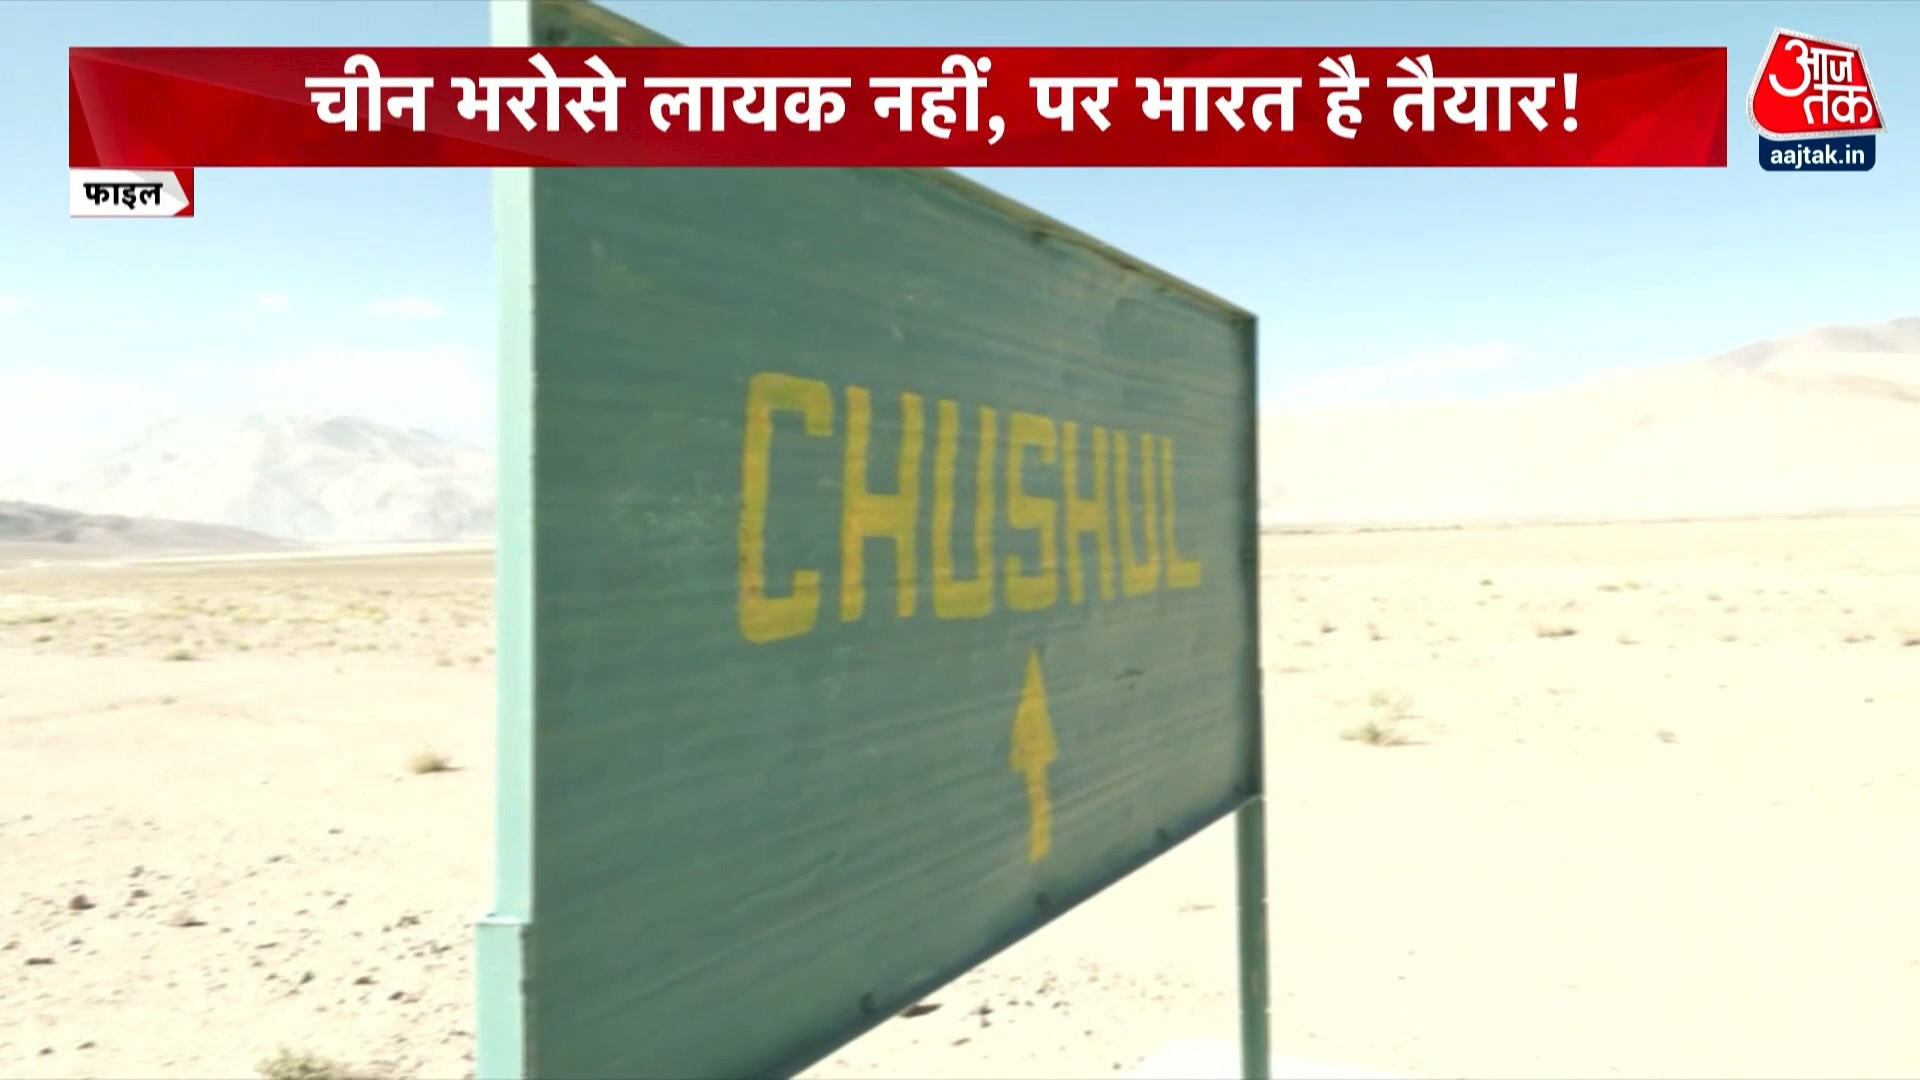 चीन भरोसे लायक नहीं, पर भारत है तैयार!
आज
तक
aajtak.in
फाइल
CHUSHUL